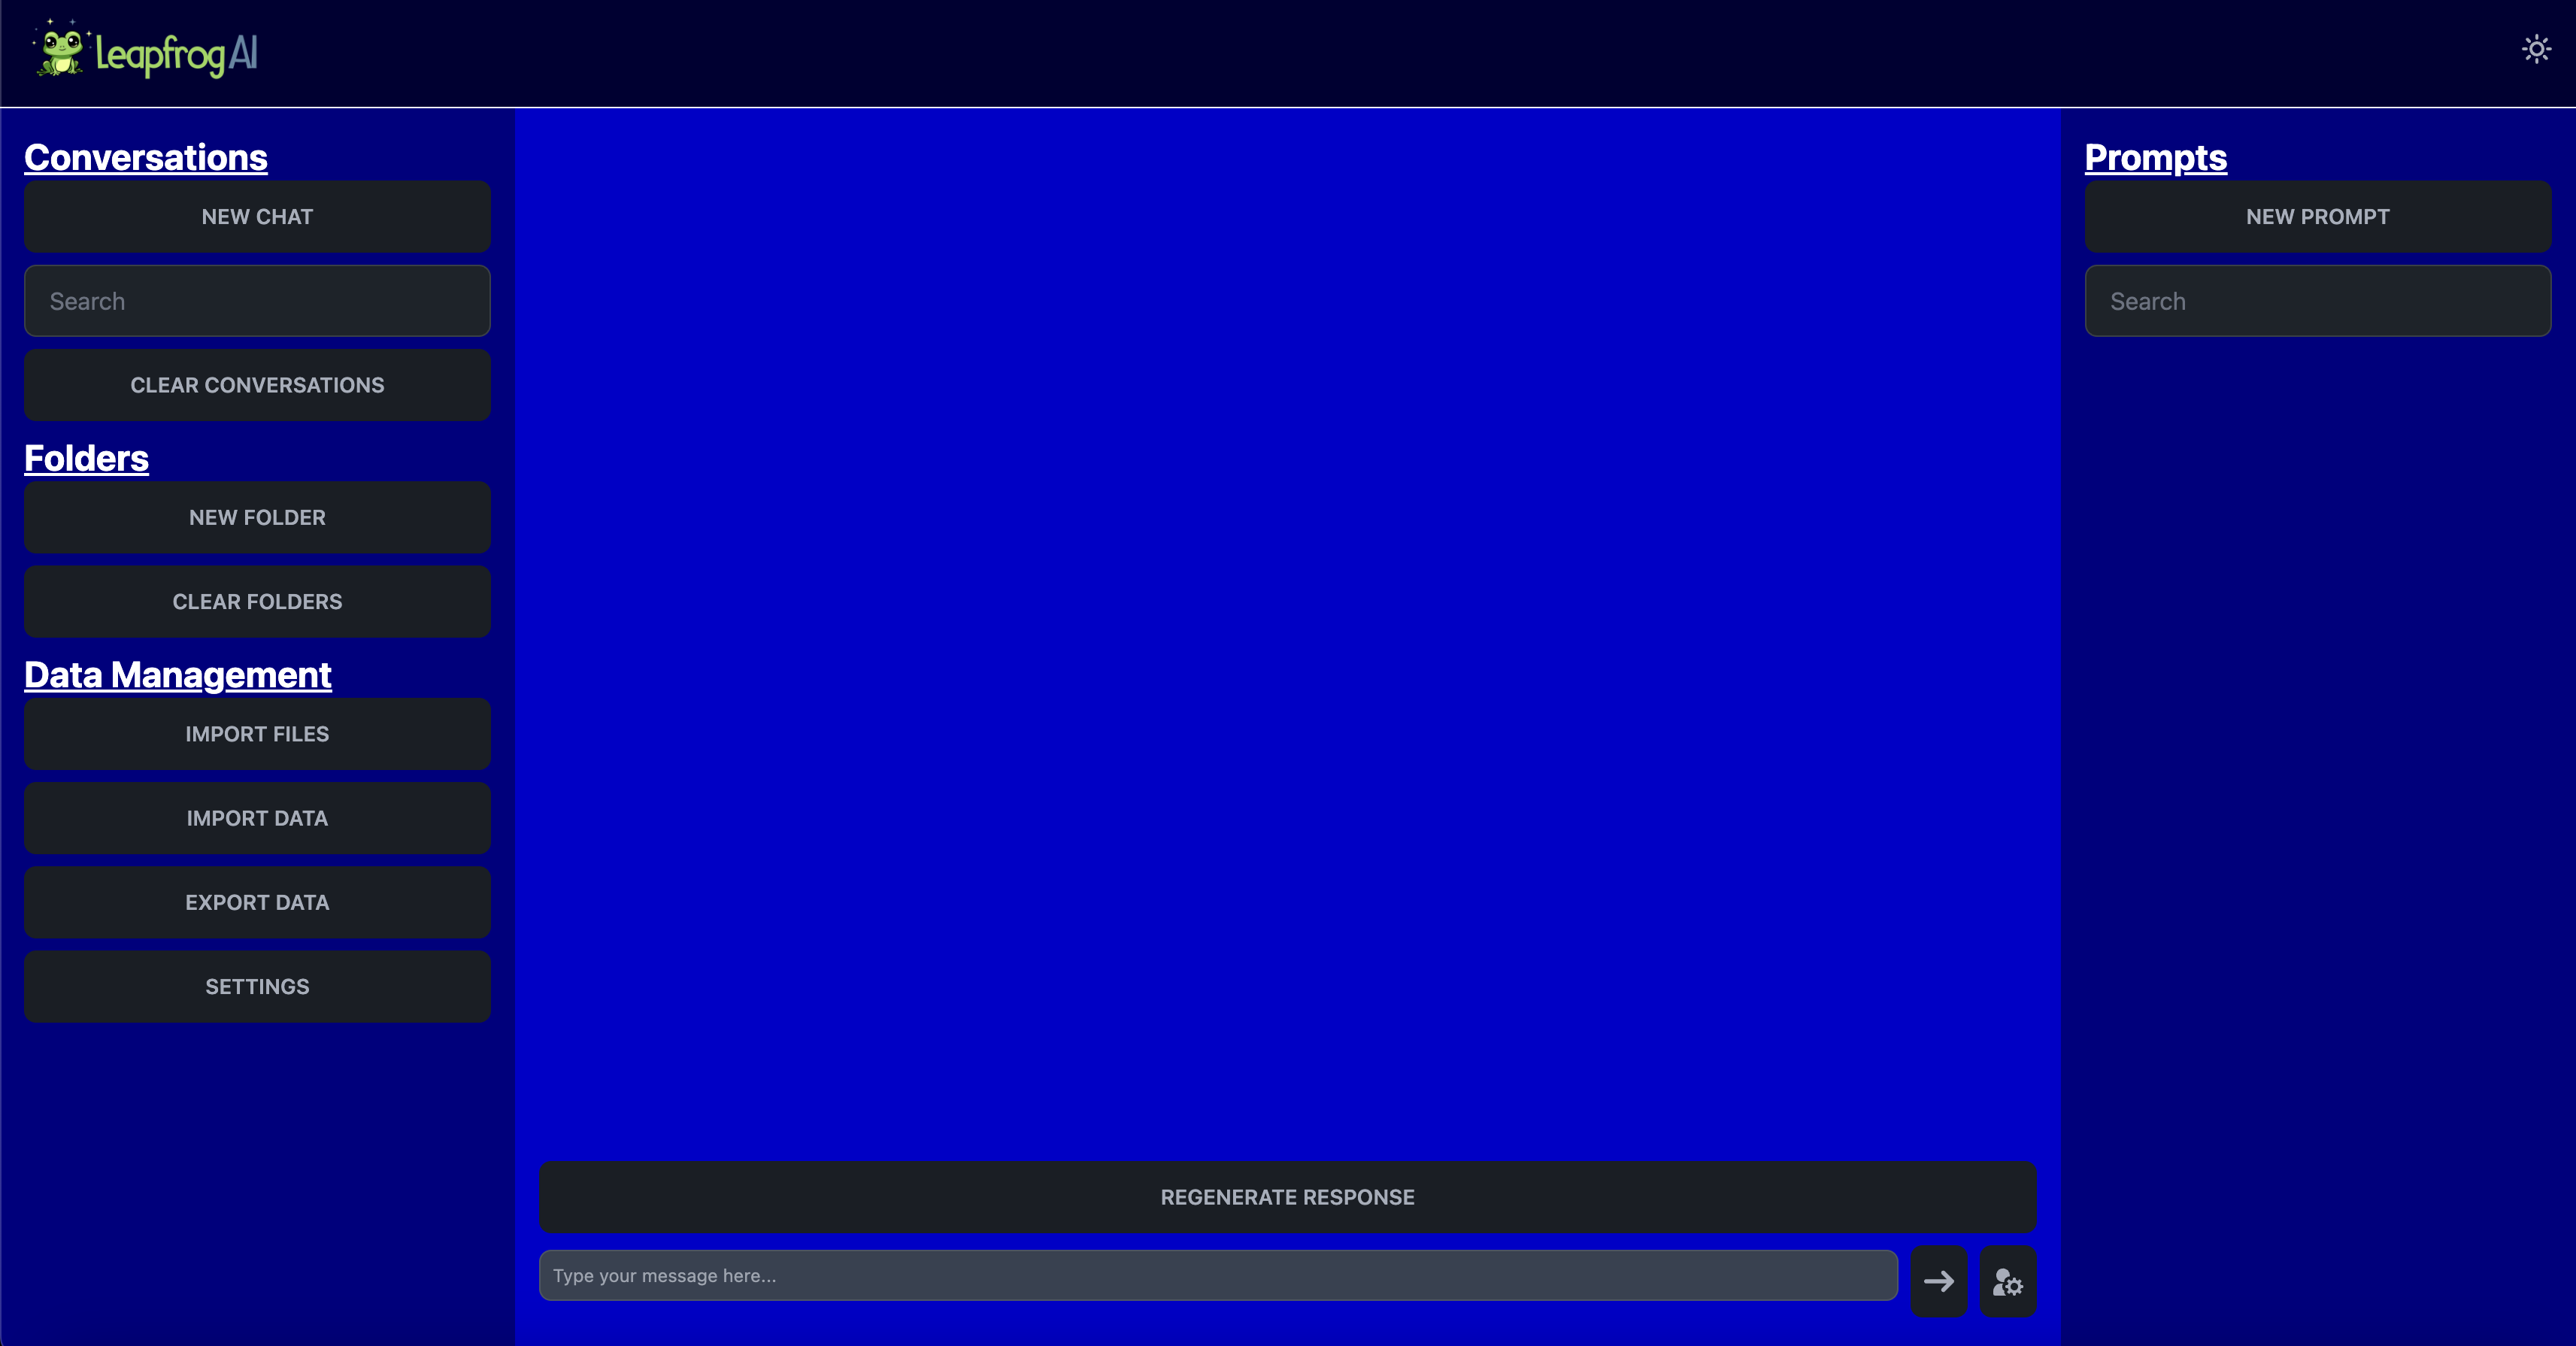 LeapfrogAI
Conversations
NEW CHAT
Search
CLEAR CONVERSATIONS
Folders
NEW FOLDER
CLEAR FOLDERS
Data Management
IMPORT FILES
IMPORT DATA
EXPORT DATA
SETTINGS
REGENERATE RESPONSE
Type your message here...
Prompts
NEW PROMPT
Search